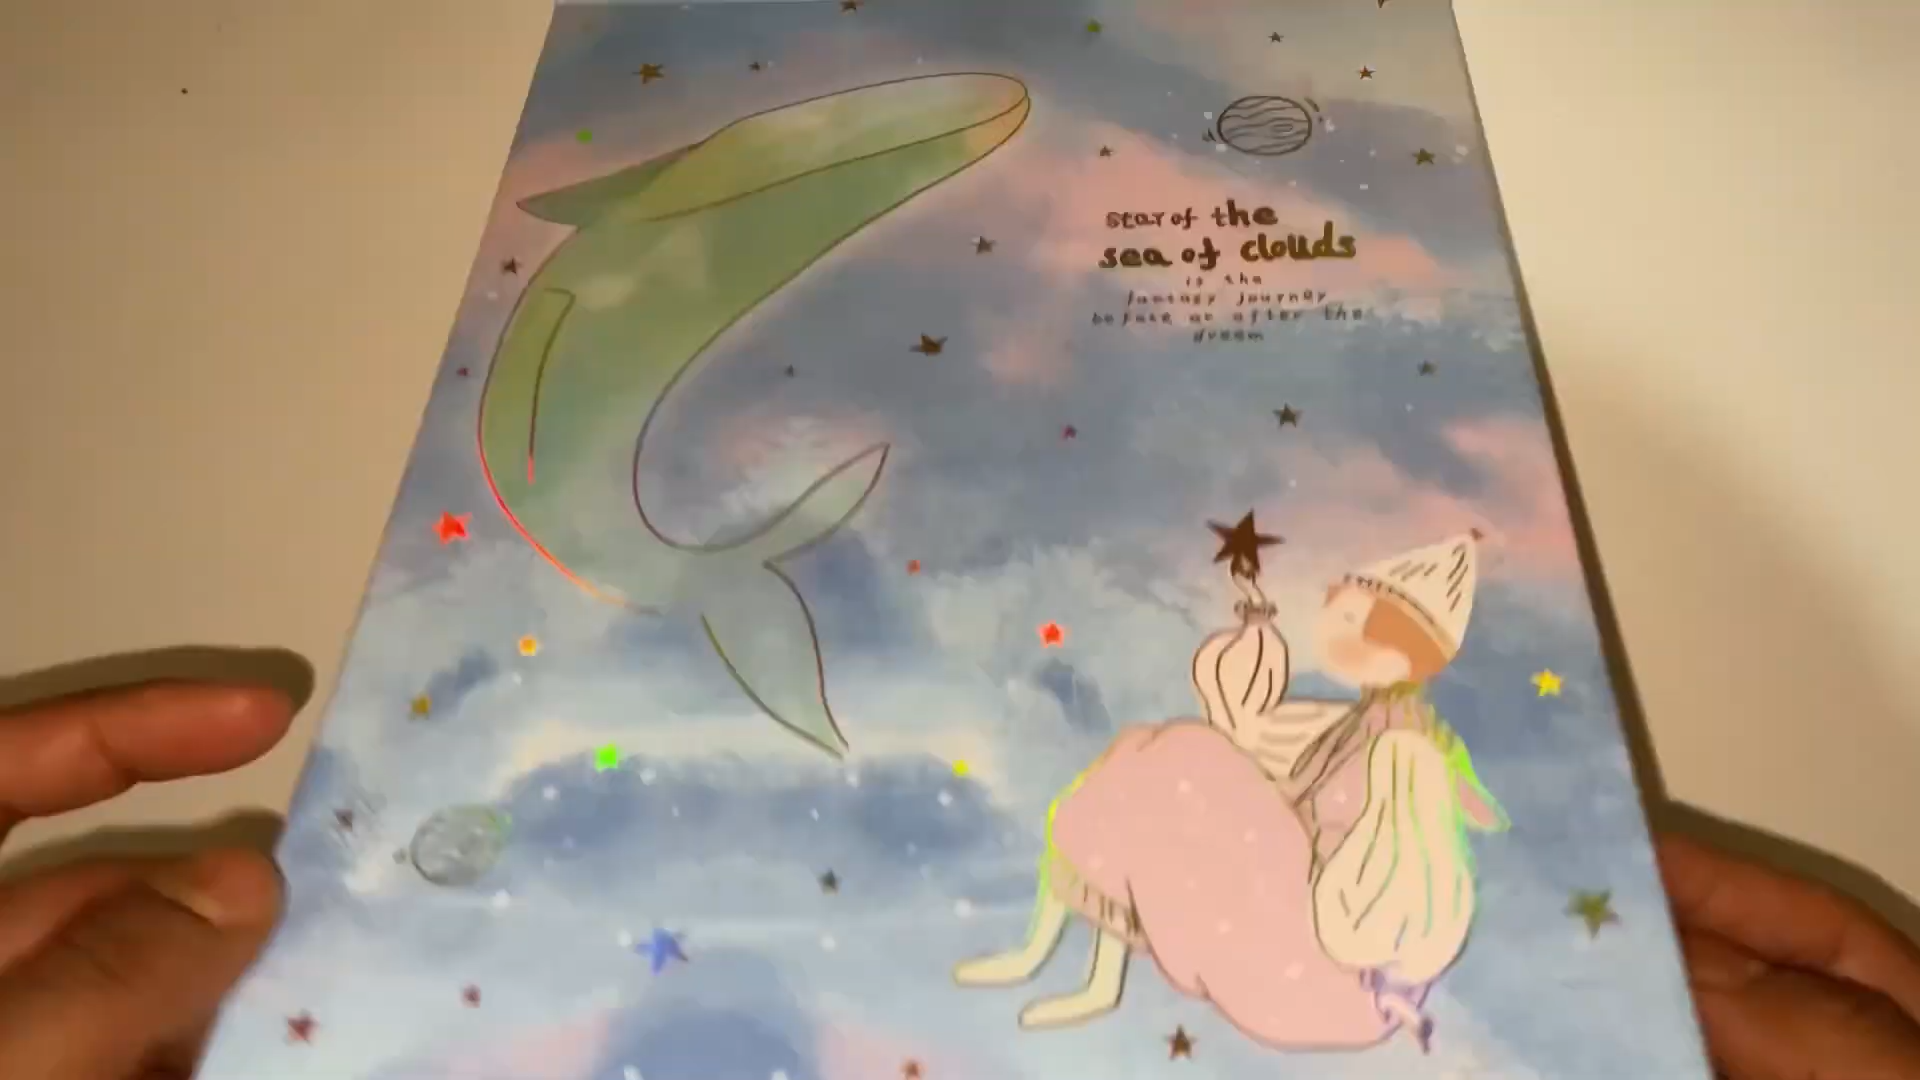 star of the
sea of clouds
is the
fantasy journey
before or after the
dream